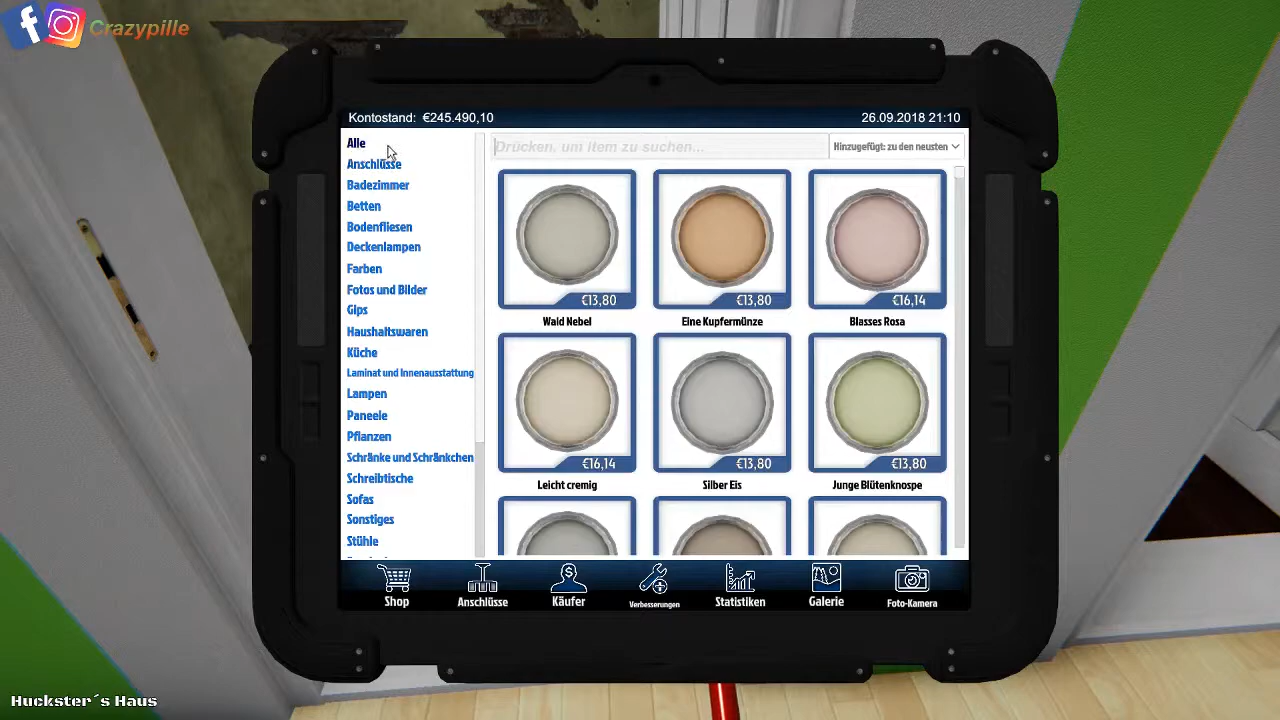 Crazypille
Kontostand: €245.490,10
26.09.2018 21:10
Alle
Anschlüsse
Badezimmer
Betten
Bodenfliesen
Deckenlampen
Farben
Fotos und Bilder
Gips
Haushaltswaren
Küche
Laminat und Innenausstattung
Lampen
Paneele
Pflanzen
Schränke und Schränkchen
Schreibtische
Sofas
Sonstiges
Stühle
Drücken, um Item zu suchen...
Hinzugefügt: zu den neusten
€13,80
€13,80
€16,14
Wald Nebel
Eine Kupfermünze
Blasses Rosa
€16,14
€13,80
€13,80
Leicht cremig
Silber Eis
Junge Blütenknospe
Shop
Anschlüsse
Käufer
Verbesserungen
Statistiken
Galerie
Foto-Kamera
Huckster´s Haus